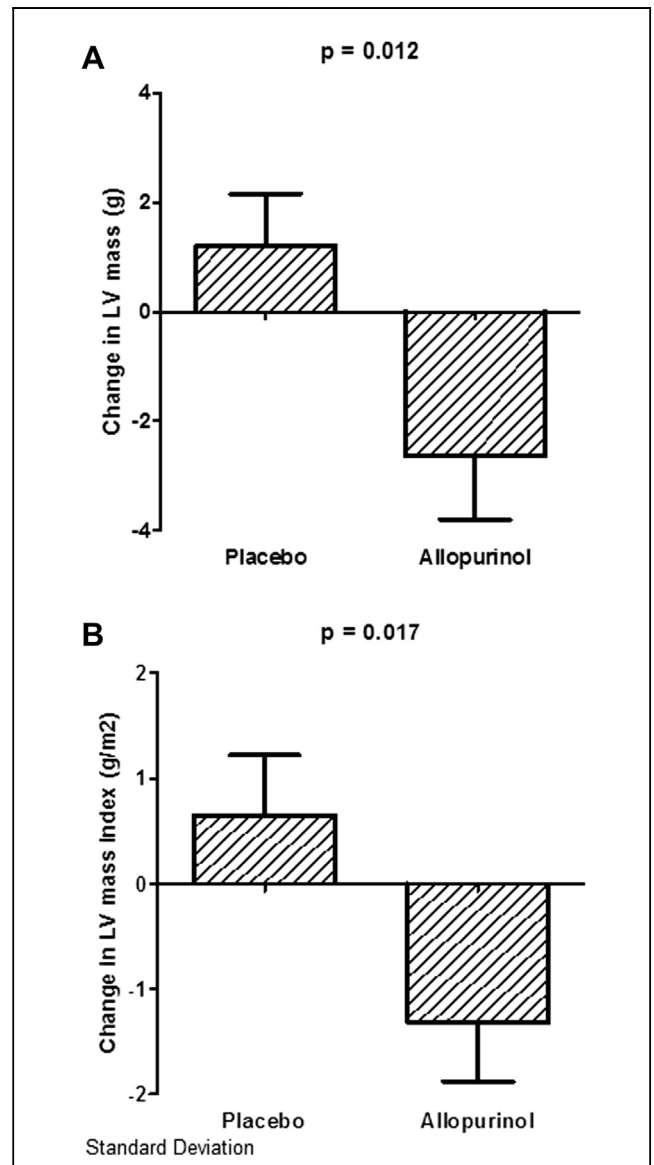 A
p = 0.012
4
2
0
-2
-4
Change in LV mass (g)
Placebo Allopurinol
B
p = 0.017
2
1
0
-1
-2
Change in LV mass Index (g/m2)
Placebo Allopurinol
Standard Deviation